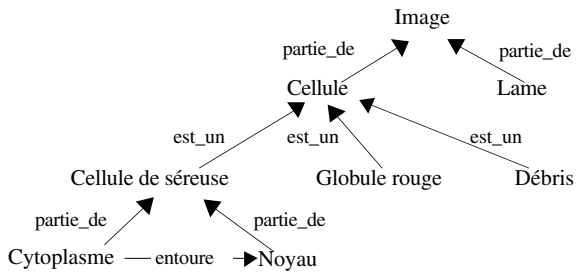 Image
partie_de partie_de
Cellule Lame
est_un est_un est_un
Cellule de séreuse Globule rouge Débris
partie_de partie_de
Cytoplasme entoure Noyau